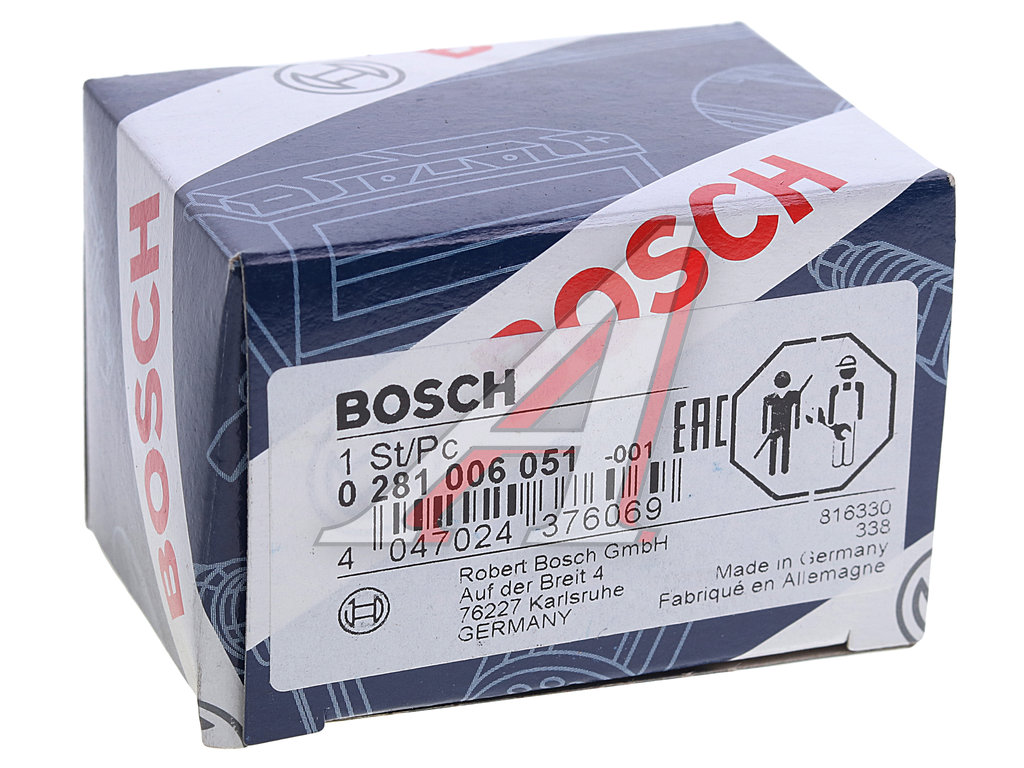 BOSCH
BOSCH
BOSCH
1 St/Pc
0 281 006 051 -001
4 047024 376069
EAC
Robert Bosch GmbH
Auf der Breit 4
76227 Karlsruhe
GERMANY
816330
338
Made in Germany
Fabriqué en Allemagne